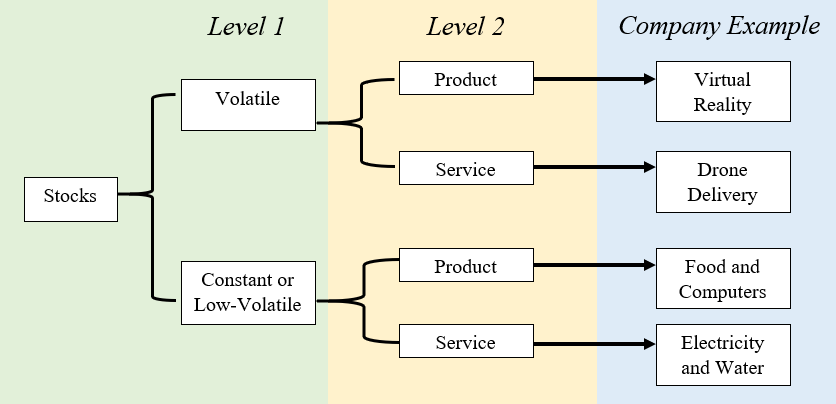 Level 1
Level 2
Company Example
Stocks
Volatile
Product
Virtual
Reality
Service
Drone
Delivery
Constant or
Low-Volatile
Product
Food and
Computers
Service
Electricity
and Water